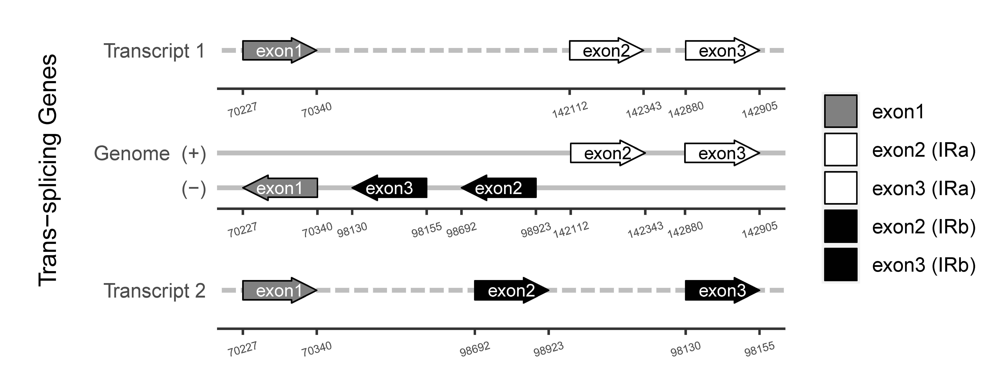 Trans−splicing Genes
Transcript 1
exon1 exon2 exon3
70227 70340 142112 142343 142880 142905
Genome (+)
exon2 exon3
(−)
exon1 exon3 exon2
70227 70340 98130 98155 98692 98923 142112 142343 142880 142905
Transcript 2
exon1 exon2 exon3
70227 70340 98692 98923 98130 98155
exon1
exon2 (IRa)
exon3 (IRa)
exon2 (IRb)
exon3 (IRb)